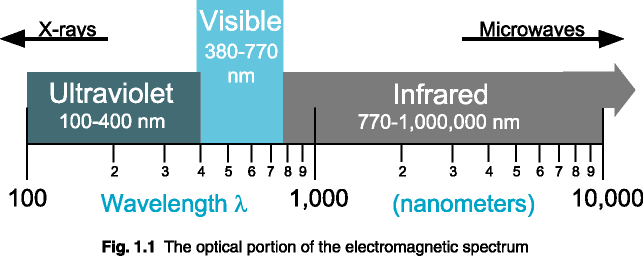 X-rays
Visible
380-770
nm
Microwaves
Ultraviolet
100-400 nm
Infrared
770-1,000,000 nm
2 3 4 5 6 7 8 9 2 3 4 5 6 7 8 9
100 Wavelength λ 1,000 (nanometers) 10,000
Fig. 1.1 The optical portion of the electromagnetic spectrum